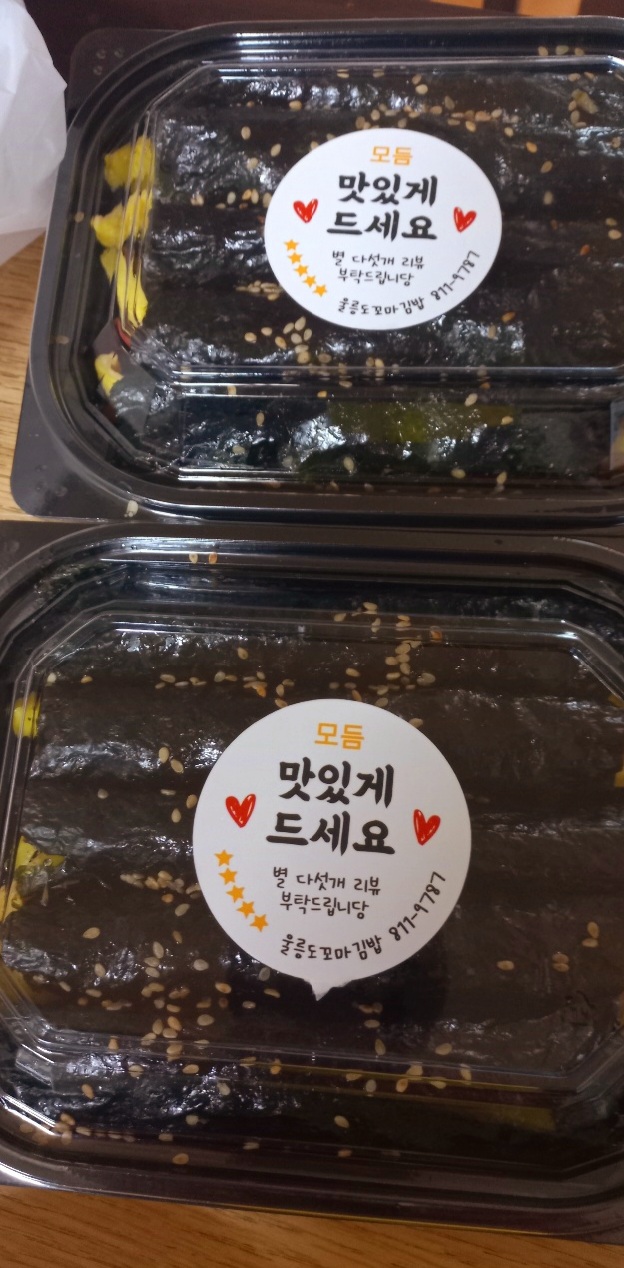 모듬
맛있게
드세요
별 다섯개 리뷰
부탁드립니당
울릉도꼬마김밥 811-9787
모듬
맛있게
드세요
별 다섯개 리뷰
부탁드립니당
울릉도꼬마김밥 811-9787